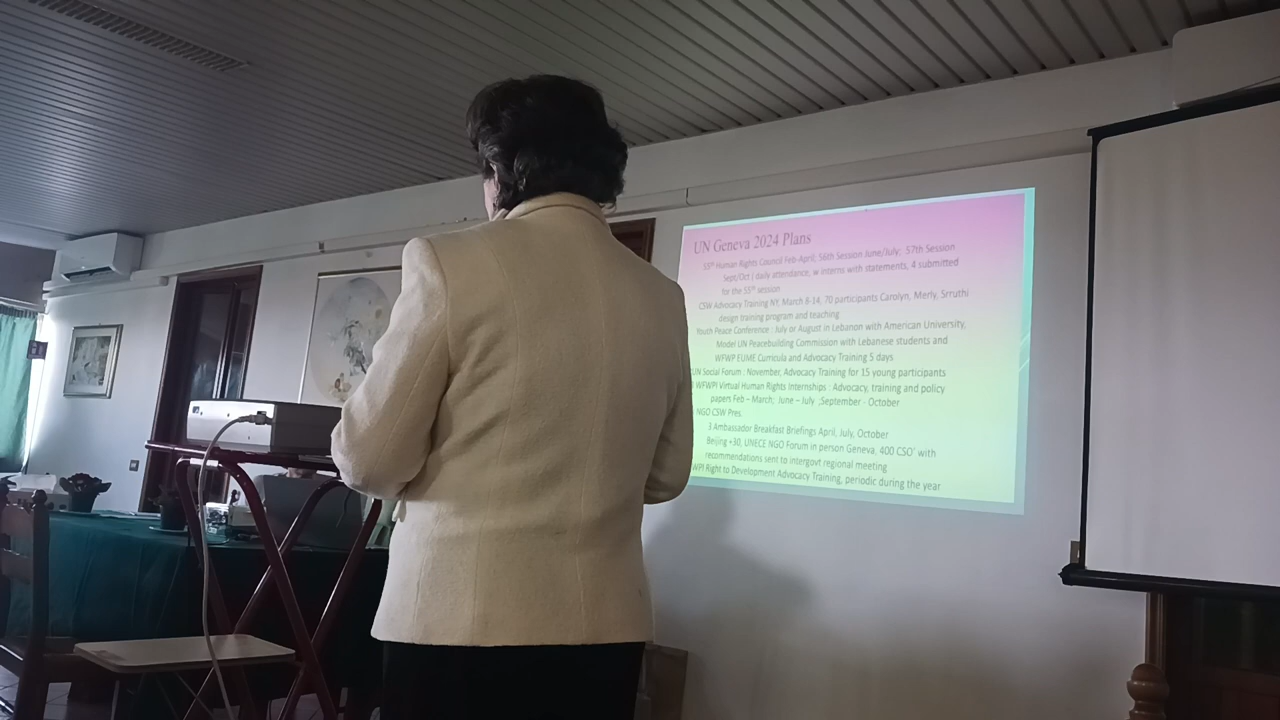 UN Geneva 2024 Plans
55th Human Rights Council Feb-April; 56th Session June/July; 57th Session
Sept/Oct | daily attendance, w interns with statements, 4 submitted
for the 55th session
CSW Advocacy Training NY, March 8-14, 70 participants Carolyn, Merly, Srruthi
design training program and teaching
Youth Peace Conference : July or August in Lebanon with American University,
Model UN Peacebuilding Commission with Lebanese students and
WFWP EUME Curricula and Advocacy Training 5 days
UN Social Forum : November, Advocacy Training for 15 young participants
WFWPI Virtual Human Rights Internships : Advocacy, training and policy
papers Feb – March; June – July ;September - October
NGO CSW Pres.
3 Ambassador Breakfast Briefings April, July, October
Beijing +30, UNECE NGO Forum in person Geneva, 400 CSO' with
recommendations sent to intergovt regional meeting
WPI Right to Development Advocacy Training, periodic during the year